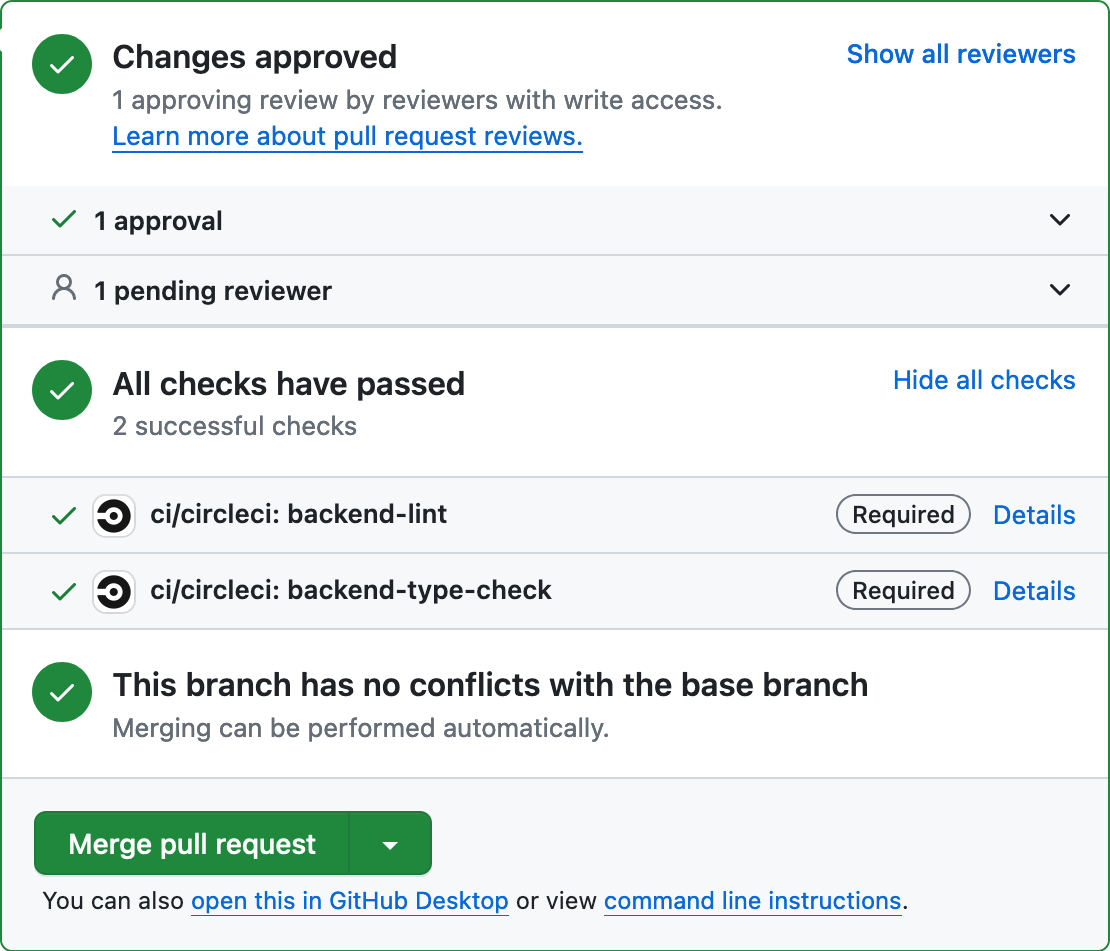 Changes approved
Show all reviewers
1 approving review by reviewers with write access.
Learn more about pull request reviews.
1 approval
1 pending reviewer
All checks have passed
Hide all checks
2 successful checks
ci/circleci: backend-lint
Required
Details
ci/circleci: backend-type-check
Required
Details
This branch has no conflicts with the base branch
Merging can be performed automatically.
Merge pull request
You can also open this in GitHub Desktop or view command line instructions.